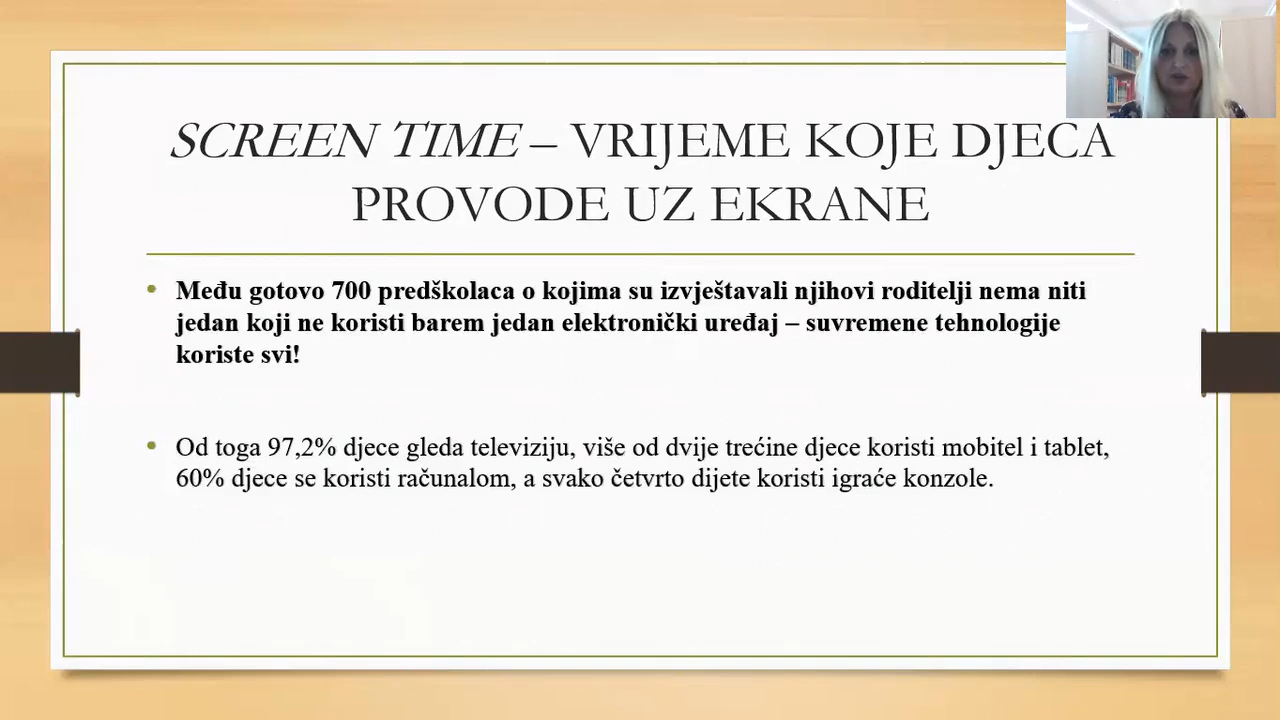 SCREEN TIME – VRIJEME KOJE DJECA
PROVODE UZ EKRANE
• Među gotovo 700 predškolaca o kojima su izvještavali njihovi roditelji nema niti
jedan koji ne koristi barem jedan elektronički uređaj – suvremene tehnologije
koriste svi!
• Od toga 97,2% djece gleda televiziju, više od dvije trećine djece koristi mobitel i tablet,
60% djece se koristi računalom, a svako četvrto dijete koristi igraće konzole.